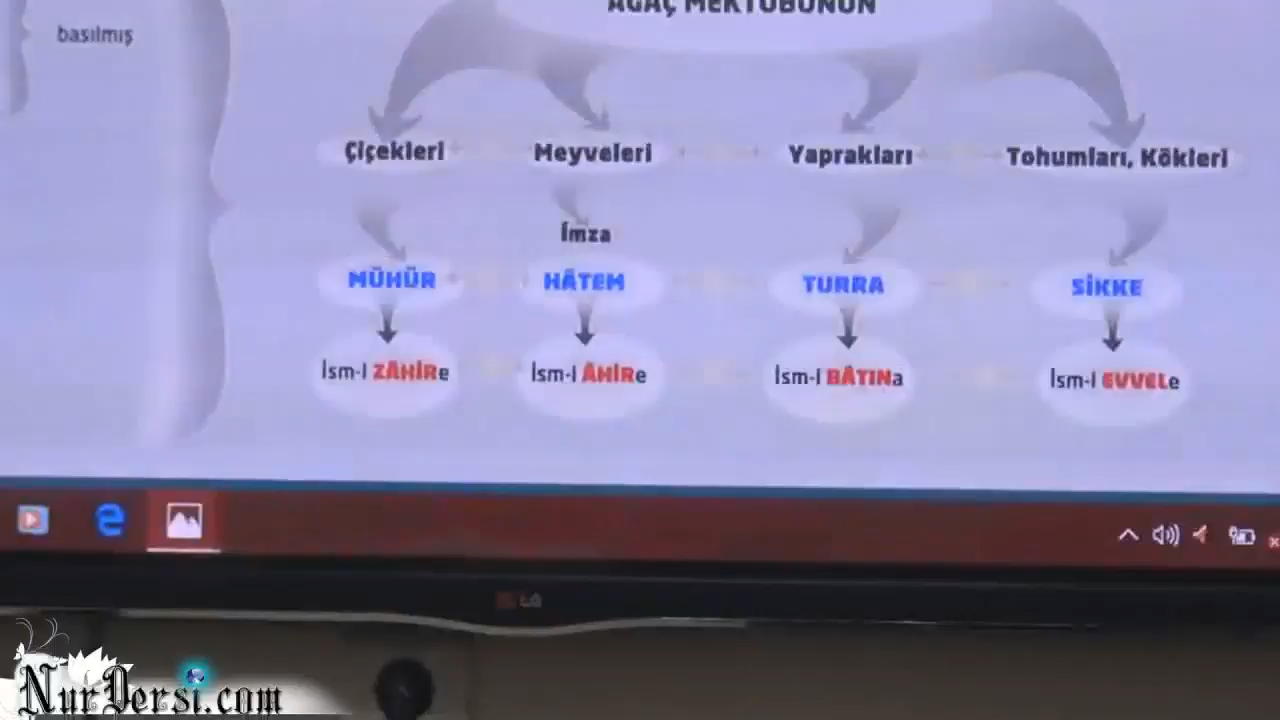 AĞAÇ MEKTUBUNUN
basılmış
Çiçekleri Meyveleri Yaprakları Tohumları, Kökleri
İmza
MÜHÜR HÂTEM TURRA SİKKE
İsm-i ZÂHİRe İsm-i ÂHİRe İsm-i BÂTINa İsm-i EVVELe
LG
NurDersi.com